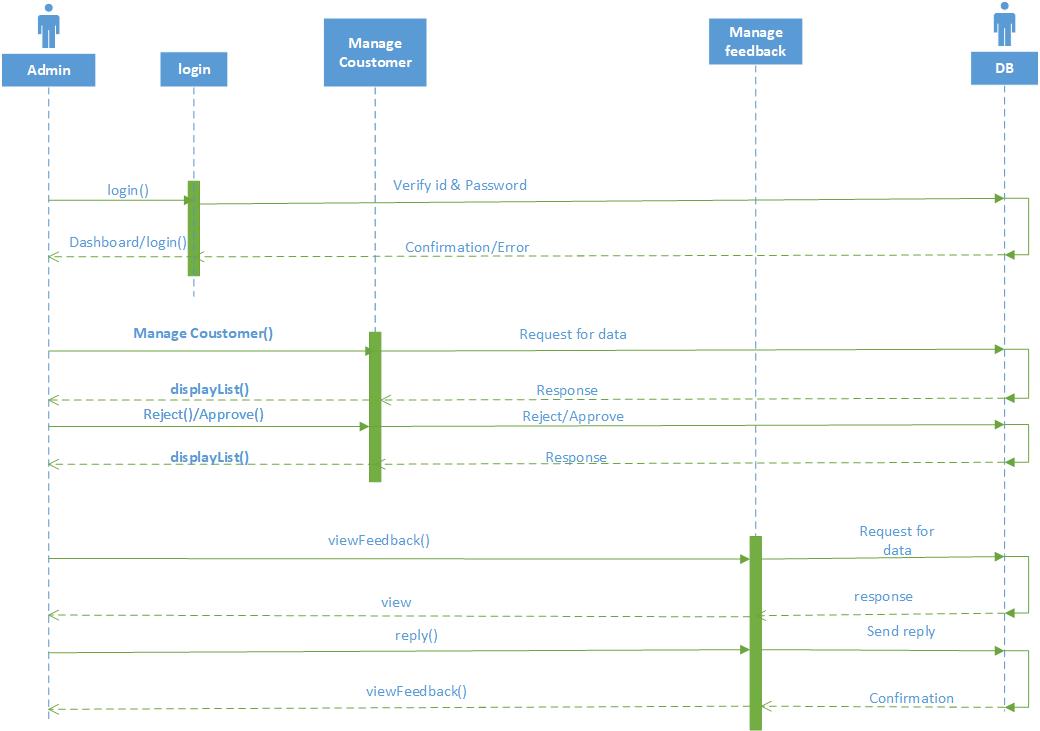 Manage
Coustomer
Manage
feedback
Admin
login
DB
login()
Verify id & Password
Dashboard/login()
Confirmation/Error
Manage Coustomer()
Request for data
displayList()
Response
Reject()/Approve()
Reject/Approve
displayList()
Response
viewFeedback()
Request for
data
view
response
reply()
Send reply
viewFeedback()
Confirmation